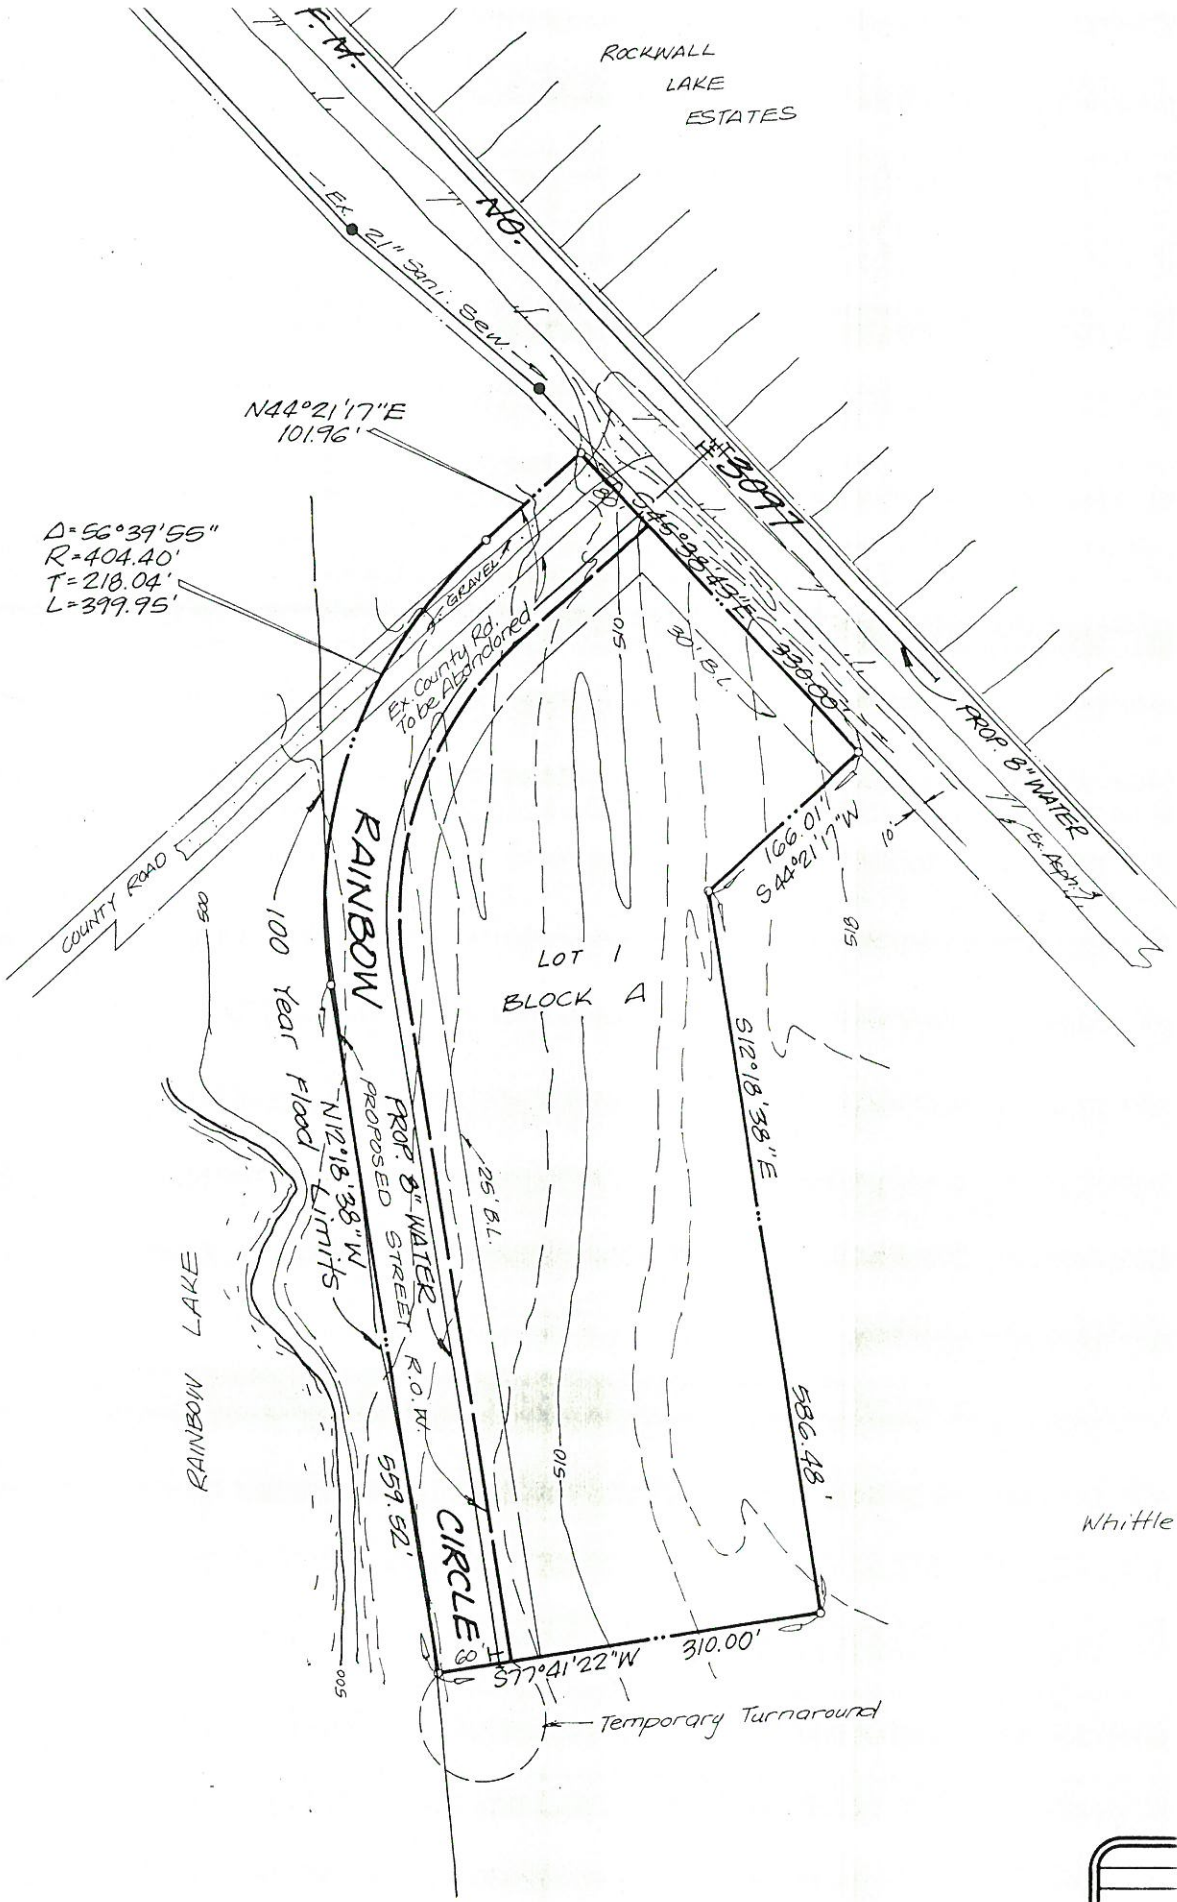 ROCKWALL
LAKE
ESTATES
F. M.
NO.
3097
Ex. 21" Sani. Sew.
N44°21'17"E
101.96'
Δ=56°39'55"
R=404.40'
T=218.04'
L=399.95'
80'
S45°38'43"E
330.00'
GRAVEL
Ex. County Rd.
To be Abandoned
510
30' B.L.
PROP. 8" WATER
Ex. Asph.
10'
166.01'
S44°21'17"W
515
COUNTY ROAD
500
RAINBOW
CIRCLE
LOT 1
BLOCK A
100 Year Flood Limits
N12°18'38"W
559.52'
PROPOSED STREET R.O.W.
PROP. 8" WATER
25' B.L.
S12°18'38"E
586.48'
RAINBOW LAKE
510
500
Whittle
60'
S77°41'22"W
310.00'
Temporary Turnaround